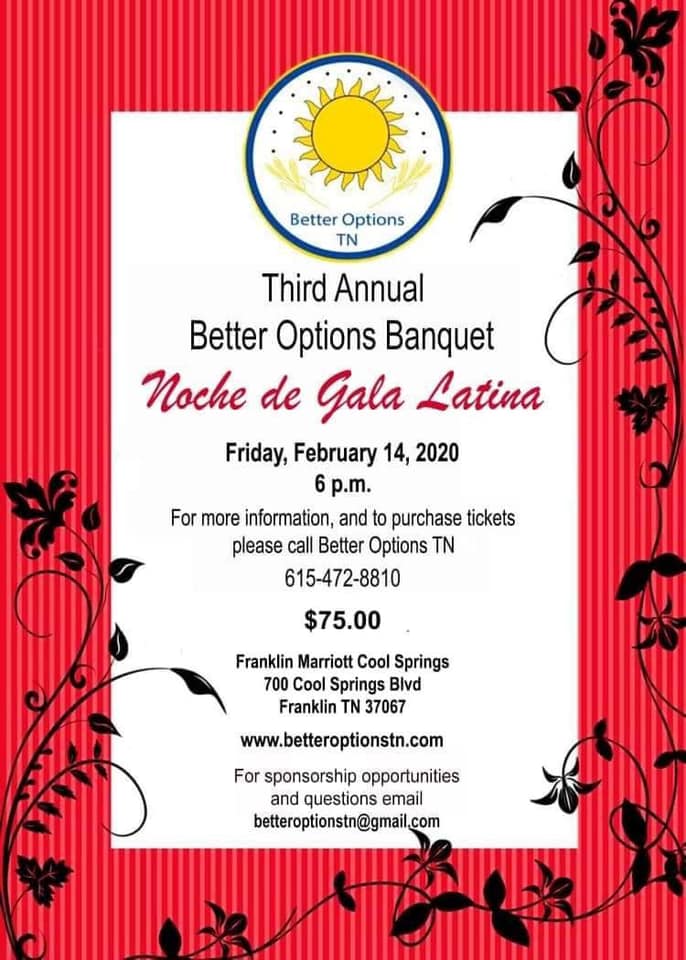 Better Options
TN
Third Annual
Better Options Banquet
Noche de Gala Latina
Friday, February 14, 2020
6 p.m.
For more information, and to purchase tickets
please call Better Options TN
615-472-8810
$75.00
Franklin Marriott Cool Springs
700 Cool Springs Blvd
Franklin TN 37067
www.betteroptionstn.com
For sponsorship opportunities
and questions email
betteroptionstn@gmail.com